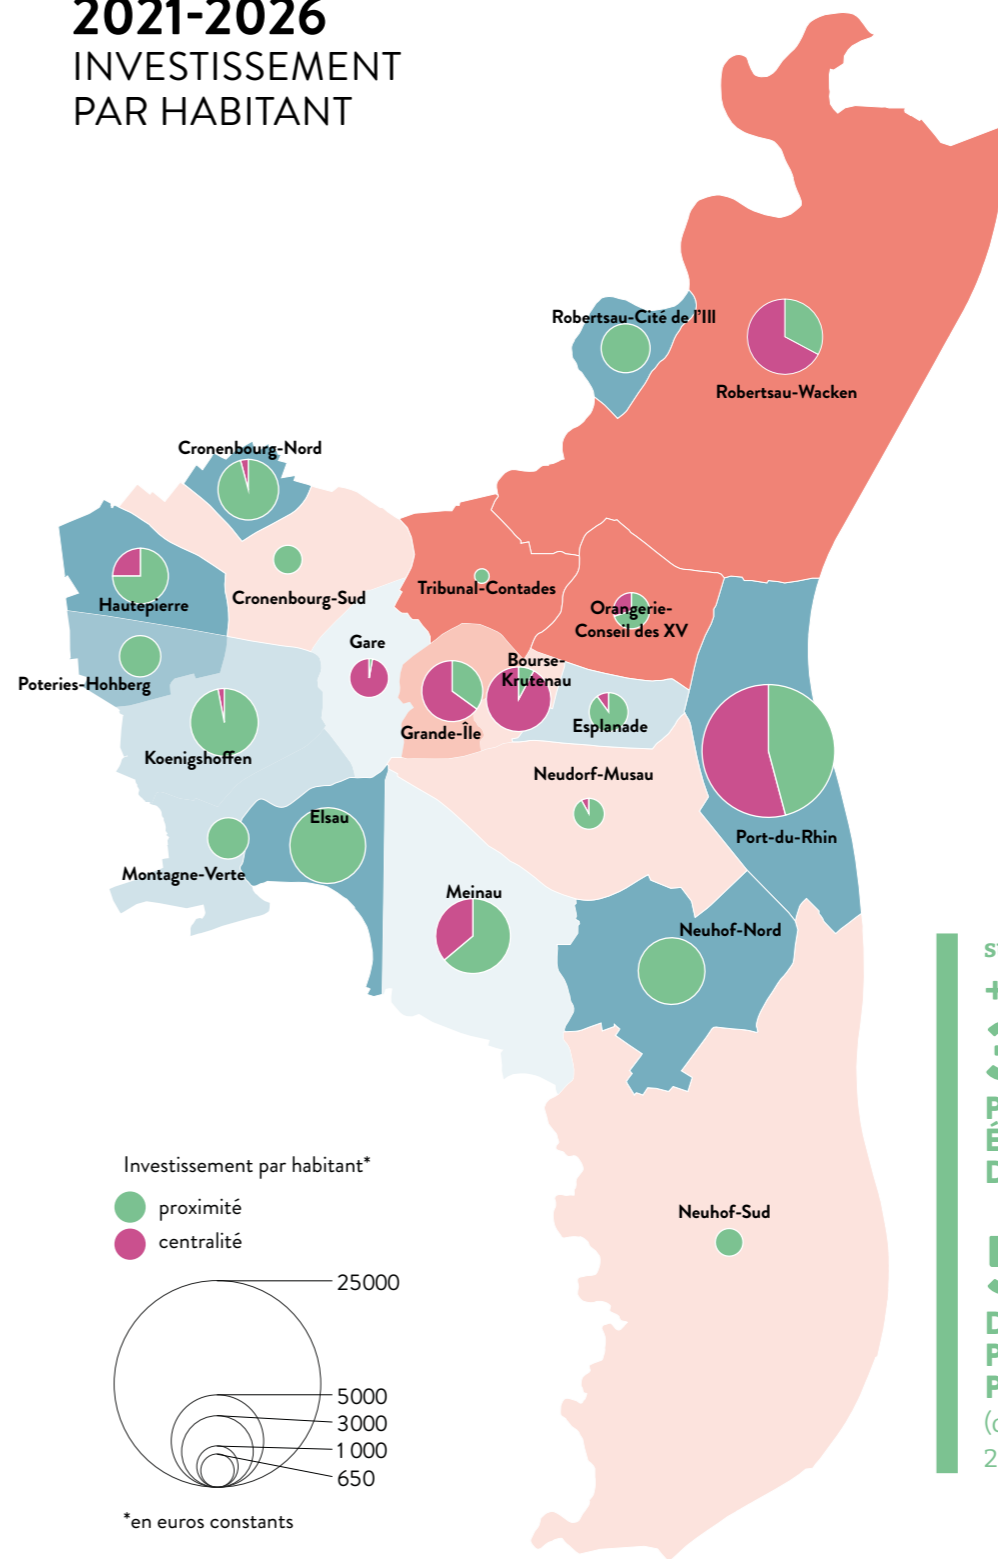 2021-2026
INVESTISSEMENT
PAR HABITANT
Robertsau-Cité de l'Ill
Robertsau-Wacken
Cronenbourg-Nord
Hautepierre
Cronenbourg-Sud
Tribunal-Contades
Orangerie-
Conseil des XV
Gare
Bourse-
Krutenau
Poteries-Hohberg
Grande-Île
Esplanade
Koenigshoffen
Neudorf-Musau
Elsau
Port-du-Rhin
Montagne-Verte
Meinau
Neuhof-Nord
Neuhof-Sud
Investissement par habitant*
proximité
centralité
25000
5000
3000
1 000
650
*en euros constants
+
P
É
D
D
P
P
2